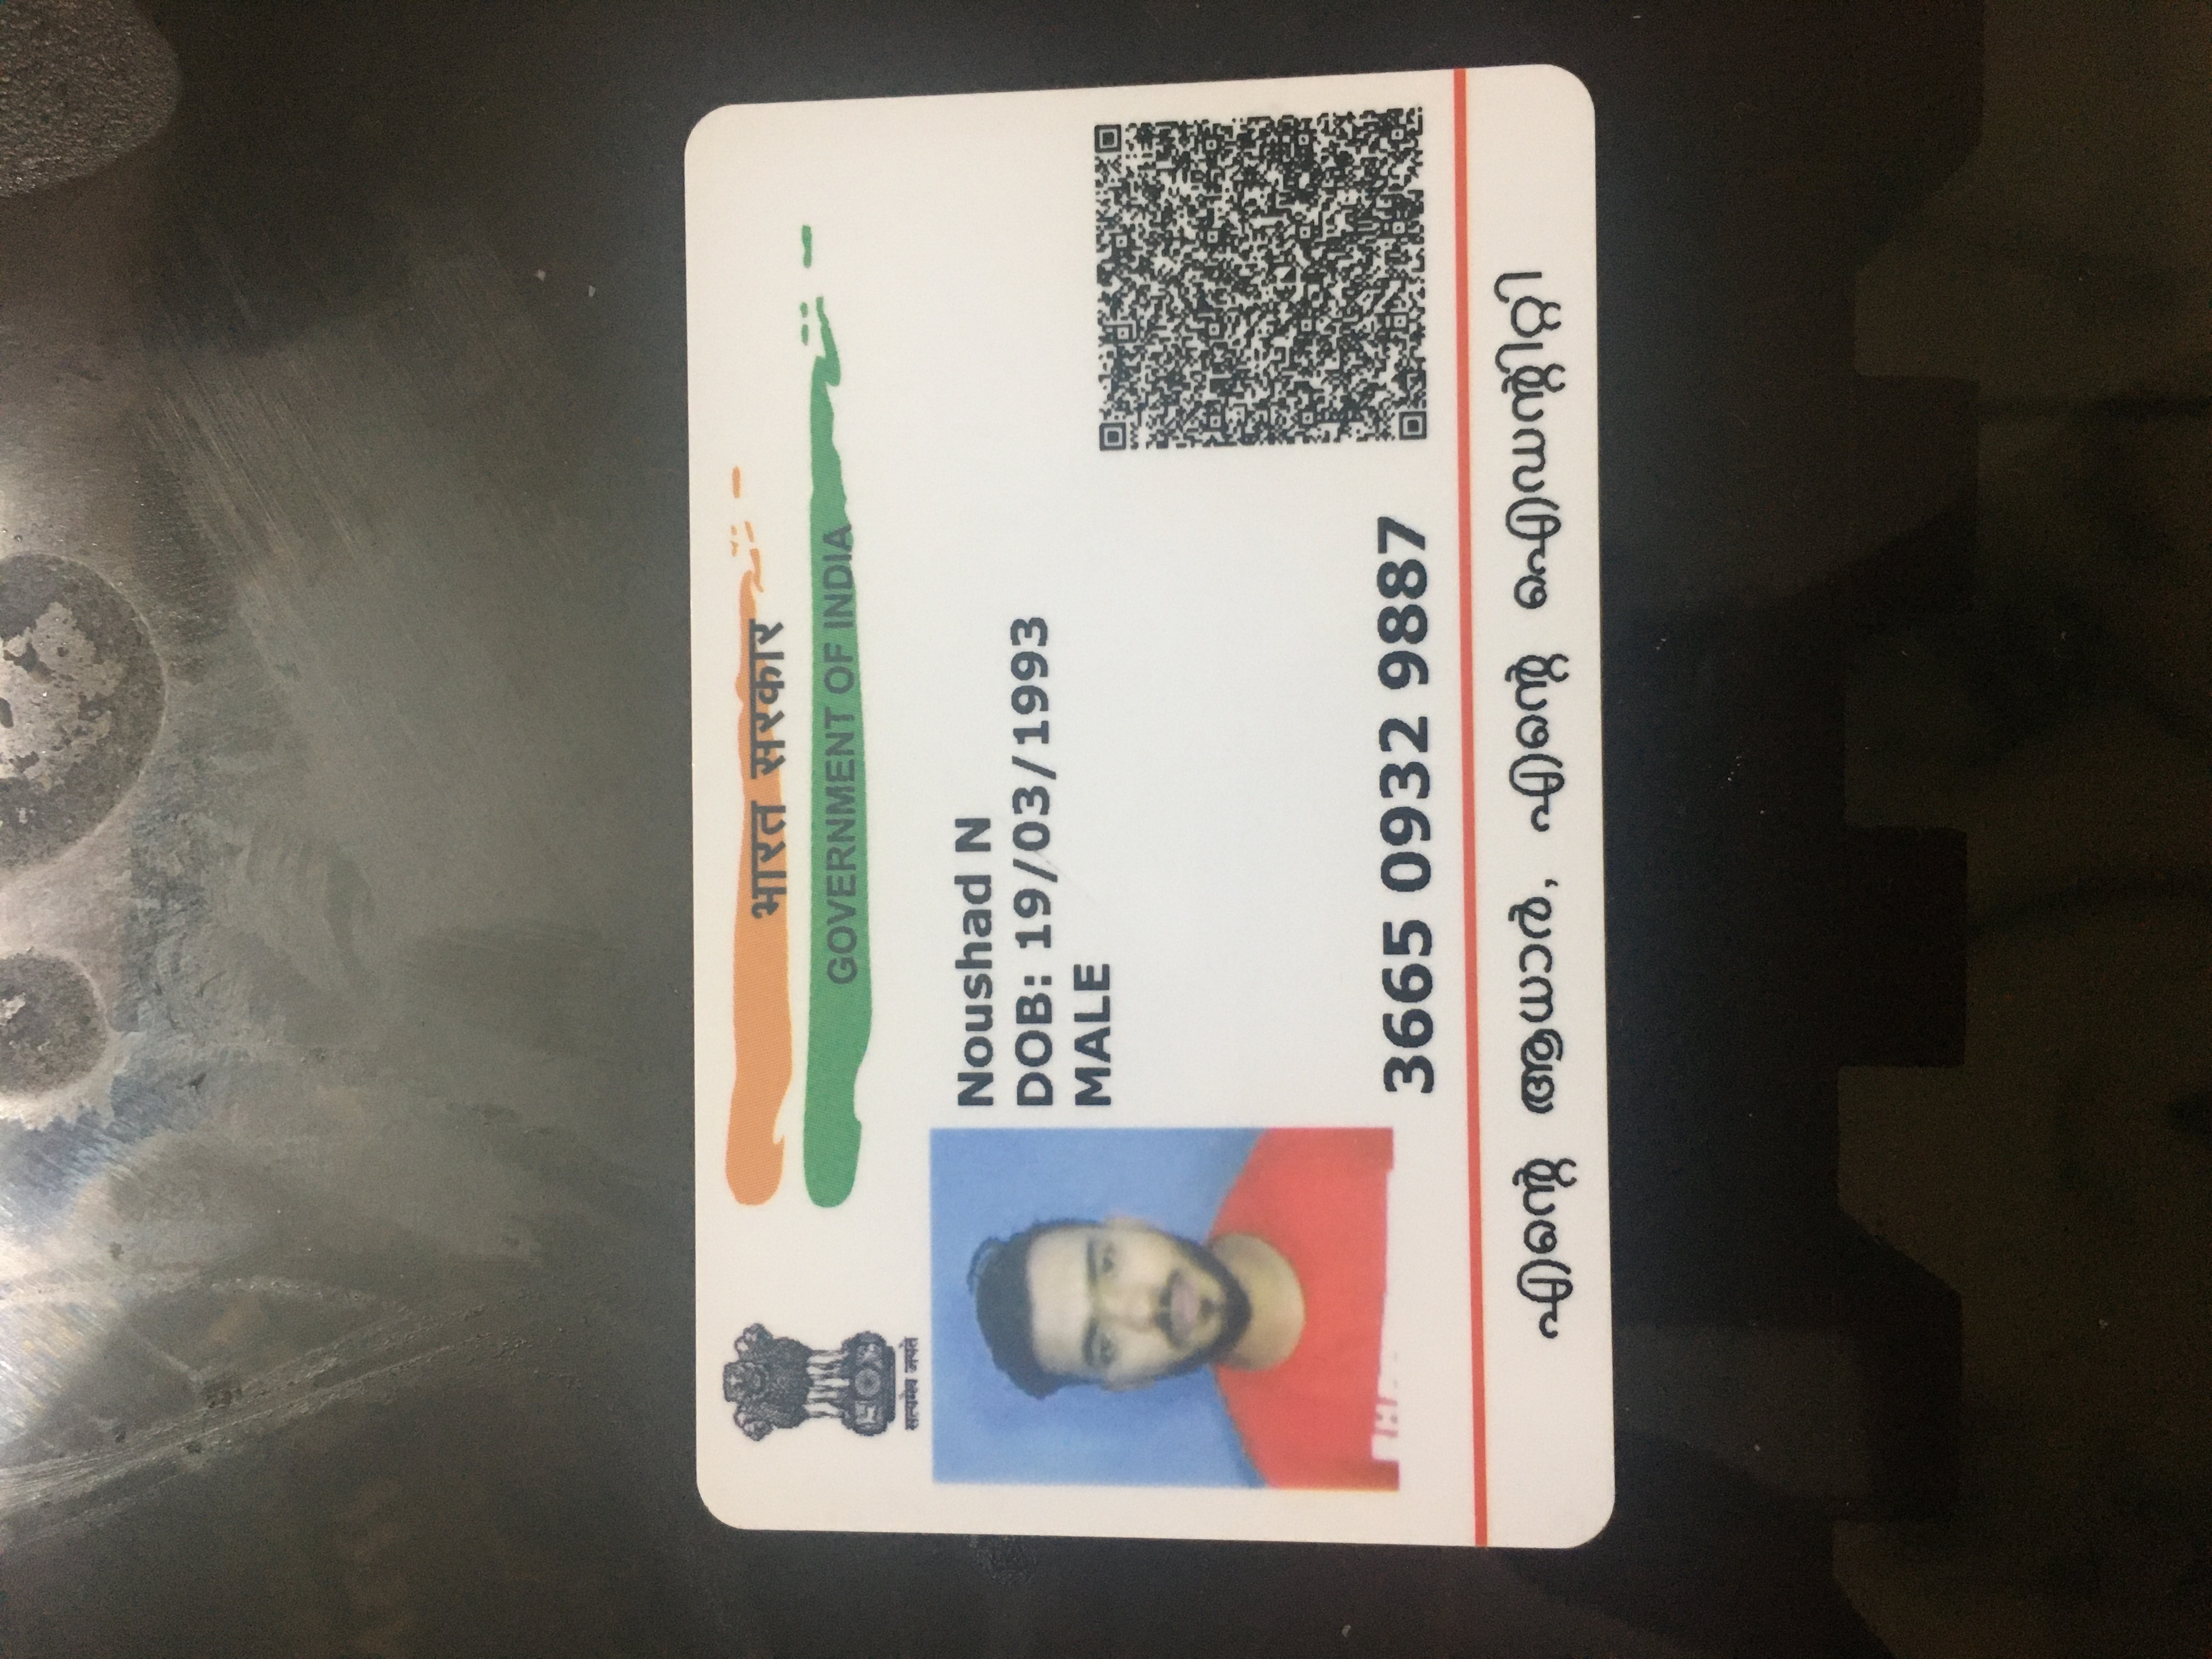 भारत सरकार
GOVERNMENT OF INDIA
सत्यमेव जयते
Noushad N
DOB: 19/03/1993
MALE
3665 0932 9887
എന്റെ ആധാർ, എന്റെ ഐഡന്റിറ്റി